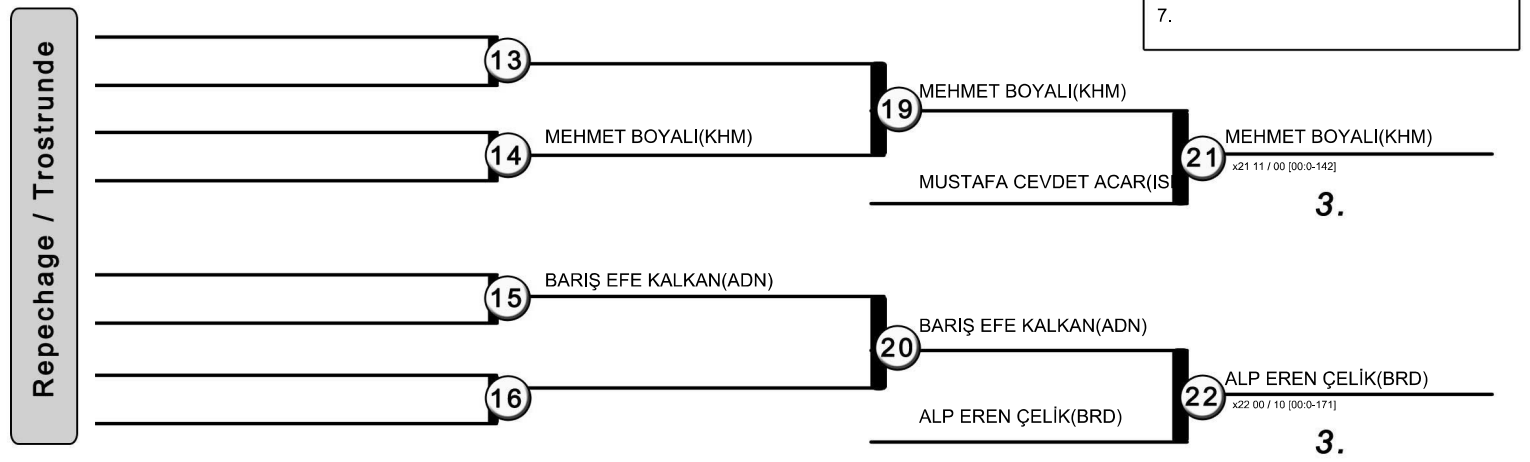 7.
Repechage / Trostrunde
13
MEHMET BOYALI(KHM)
19
MEHMET BOYALI(KHM)
14
MEHMET BOYALI(KHM)
21
x21 11 / 00 [00:0-142]
MUSTAFA CEVDET ACAR(IS
3.
BARIŞ EFE KALKAN(ADN)
15
BARIŞ EFE KALKAN(ADN)
20
ALP EREN ÇELİK(BRD)
16
22
x22 00 / 10 [00:0-171]
ALP EREN ÇELİK(BRD)
3.